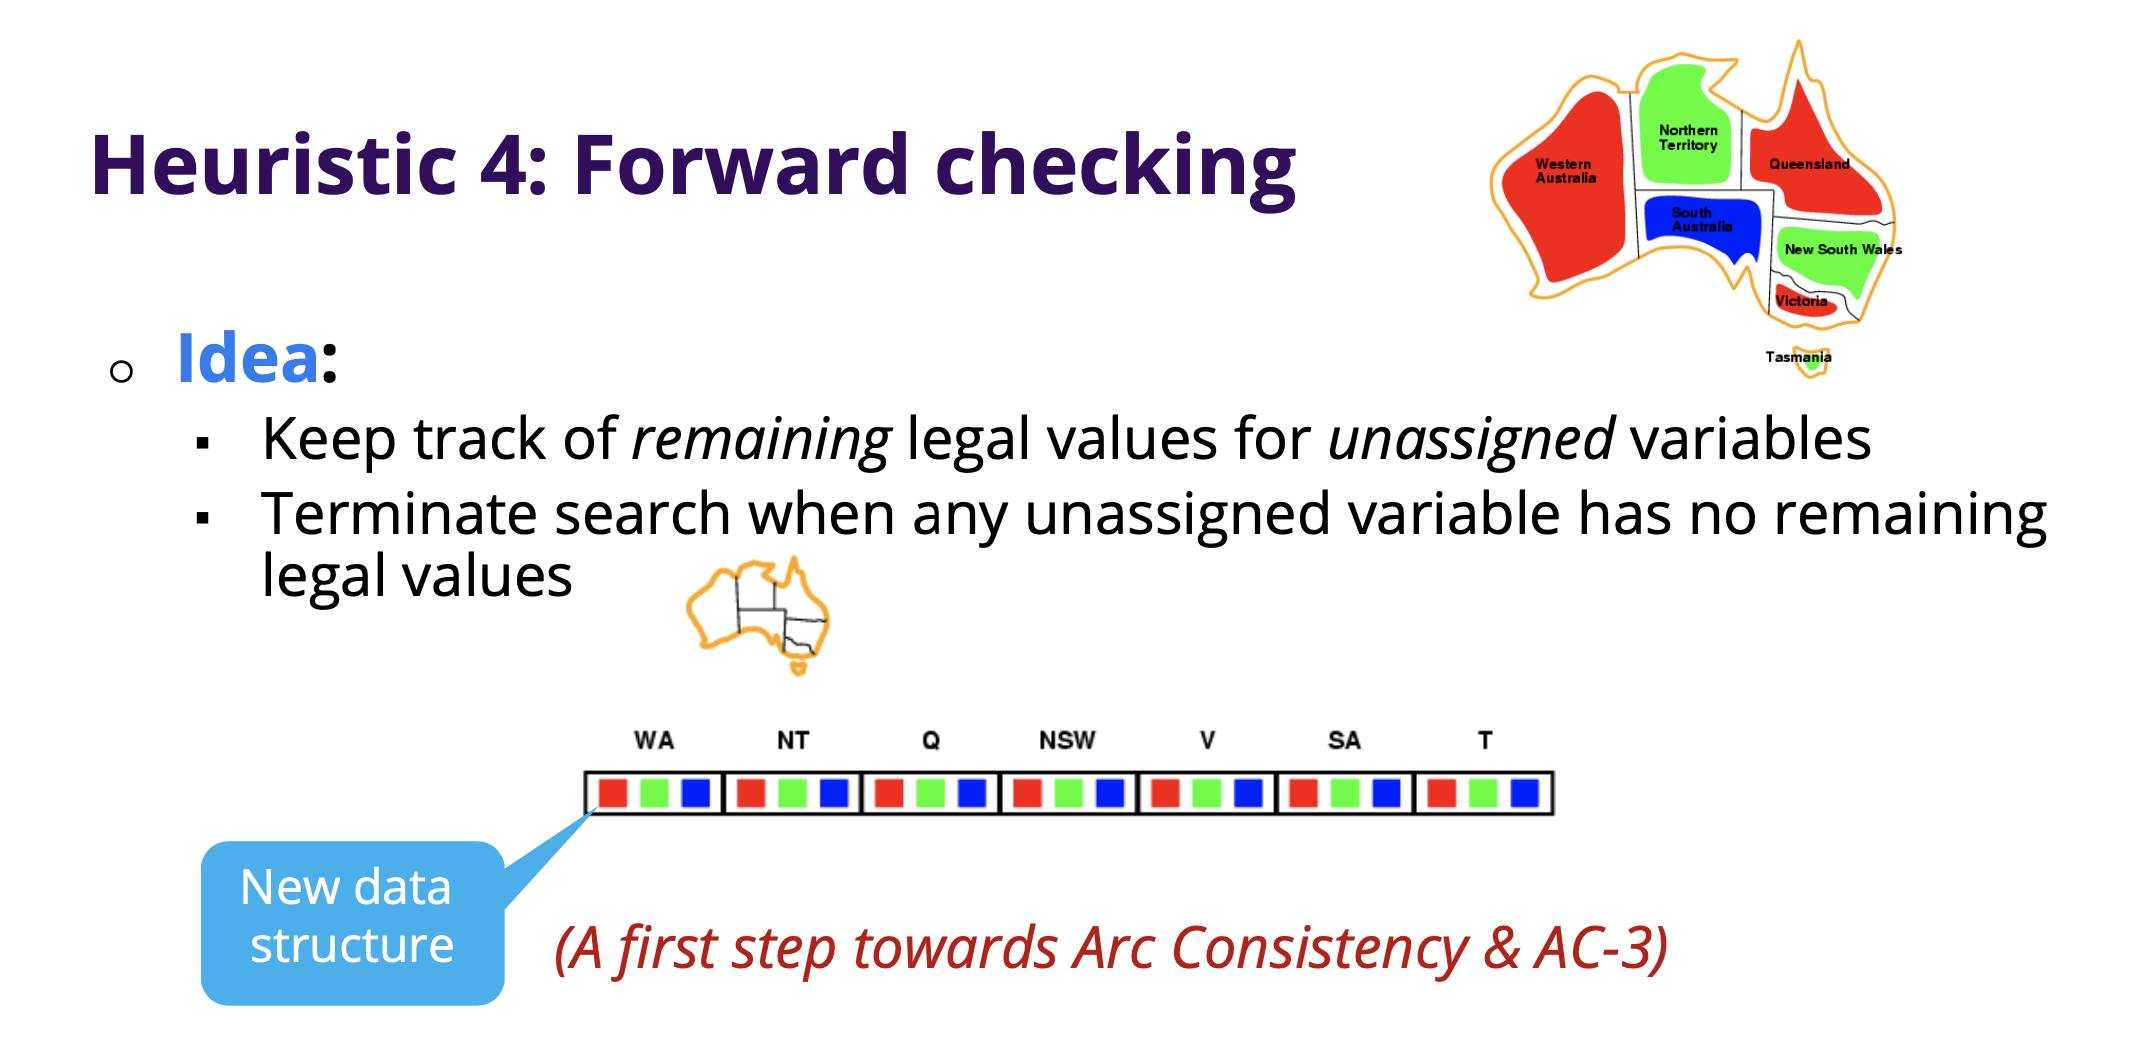 Heuristic 4: Forward checking
Northern
Territory
Western
Australia
Queensland
South
Australia
New South Wales
Victoria
Tasmania
Idea:
Keep track of remaining legal values for unassigned variables
Terminate search when any unassigned variable has no remaining
legal values
WA NT Q NSW V SA T
New data
structure
(A first step towards Arc Consistency & AC-3)